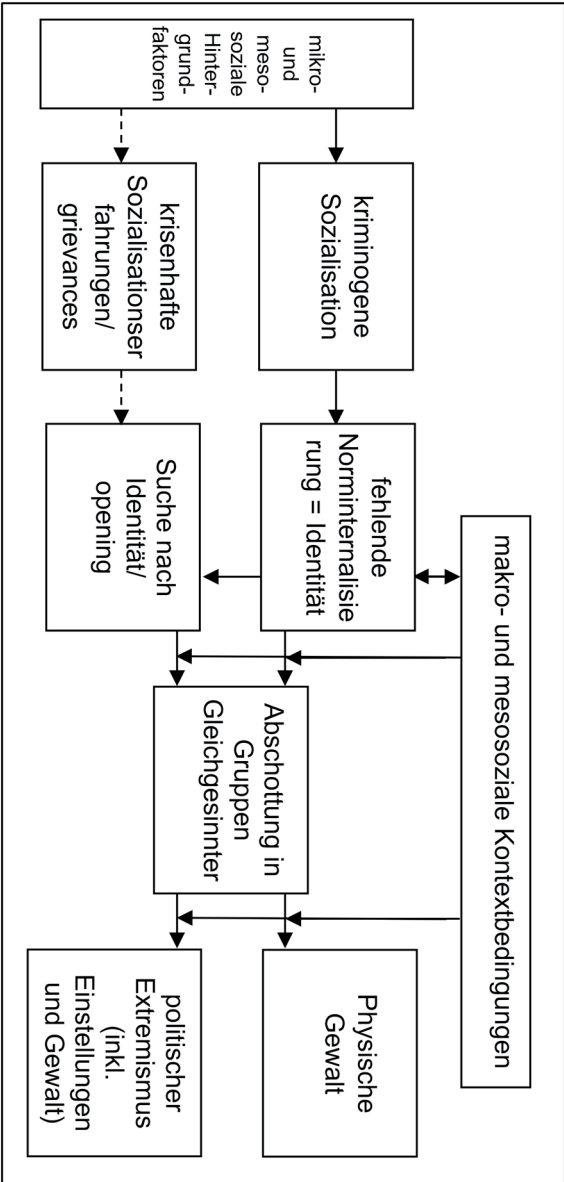 makro- und mesosoziale Kontextbedingungen
mikro-
und
meso-
soziale
Hinter-
grund-
faktoren
kriminogene
Sozialisation
fehlende
Norminternalisie
rung = Identität
Physische
Gewalt
Abschottung in
Gruppen
Gleichgesinnter
krisenhafte
Sozialisationser
fahrungen/
grievances
Suche nach
Identität/
opening
politischer
Extremismus
(inkl.
Einstellungen
und Gewalt)